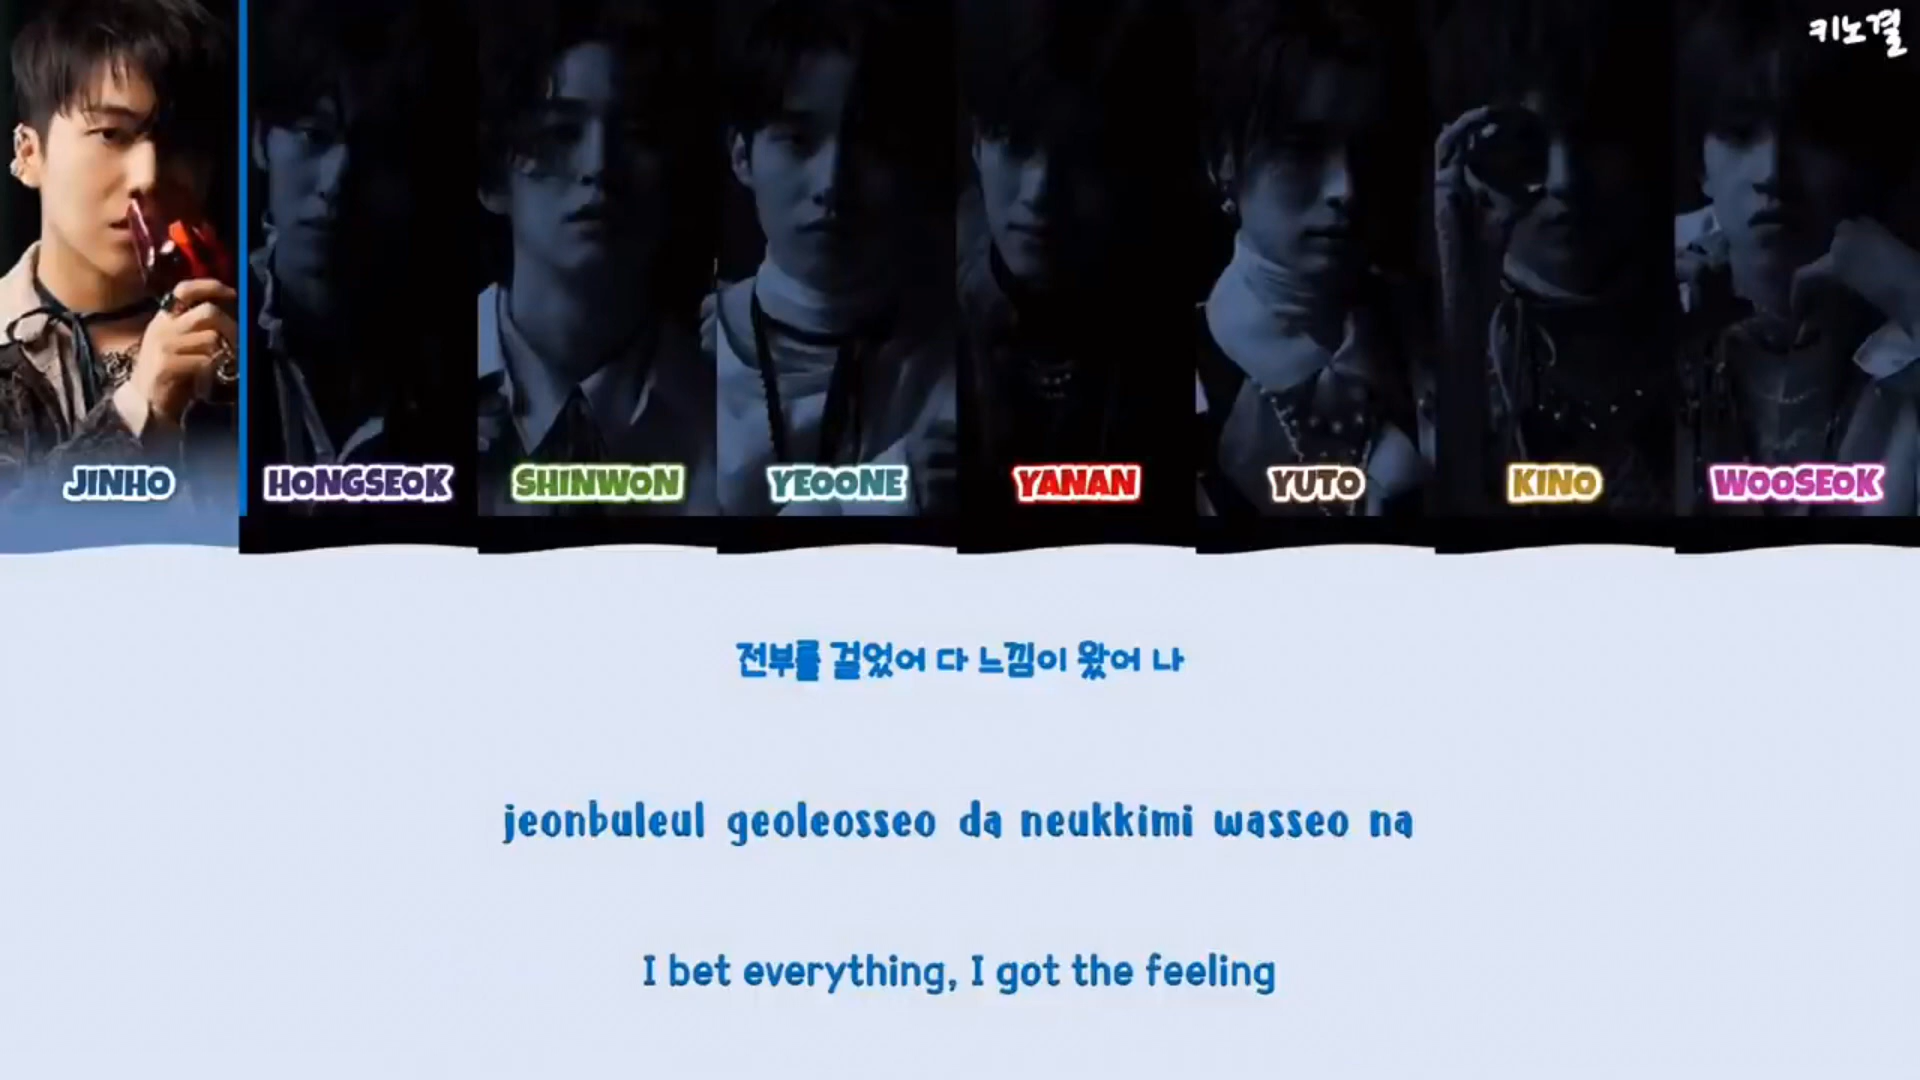 키노결
JINHO HONGSEOK SHINWON YEOONE YANAN YUTO KINO WOOSEOK
전부를 걸었어 다 느낌이 왔어 나
jeonbuleul geoleosseo da neukkimi wasseo na
I bet everything, I got the feeling